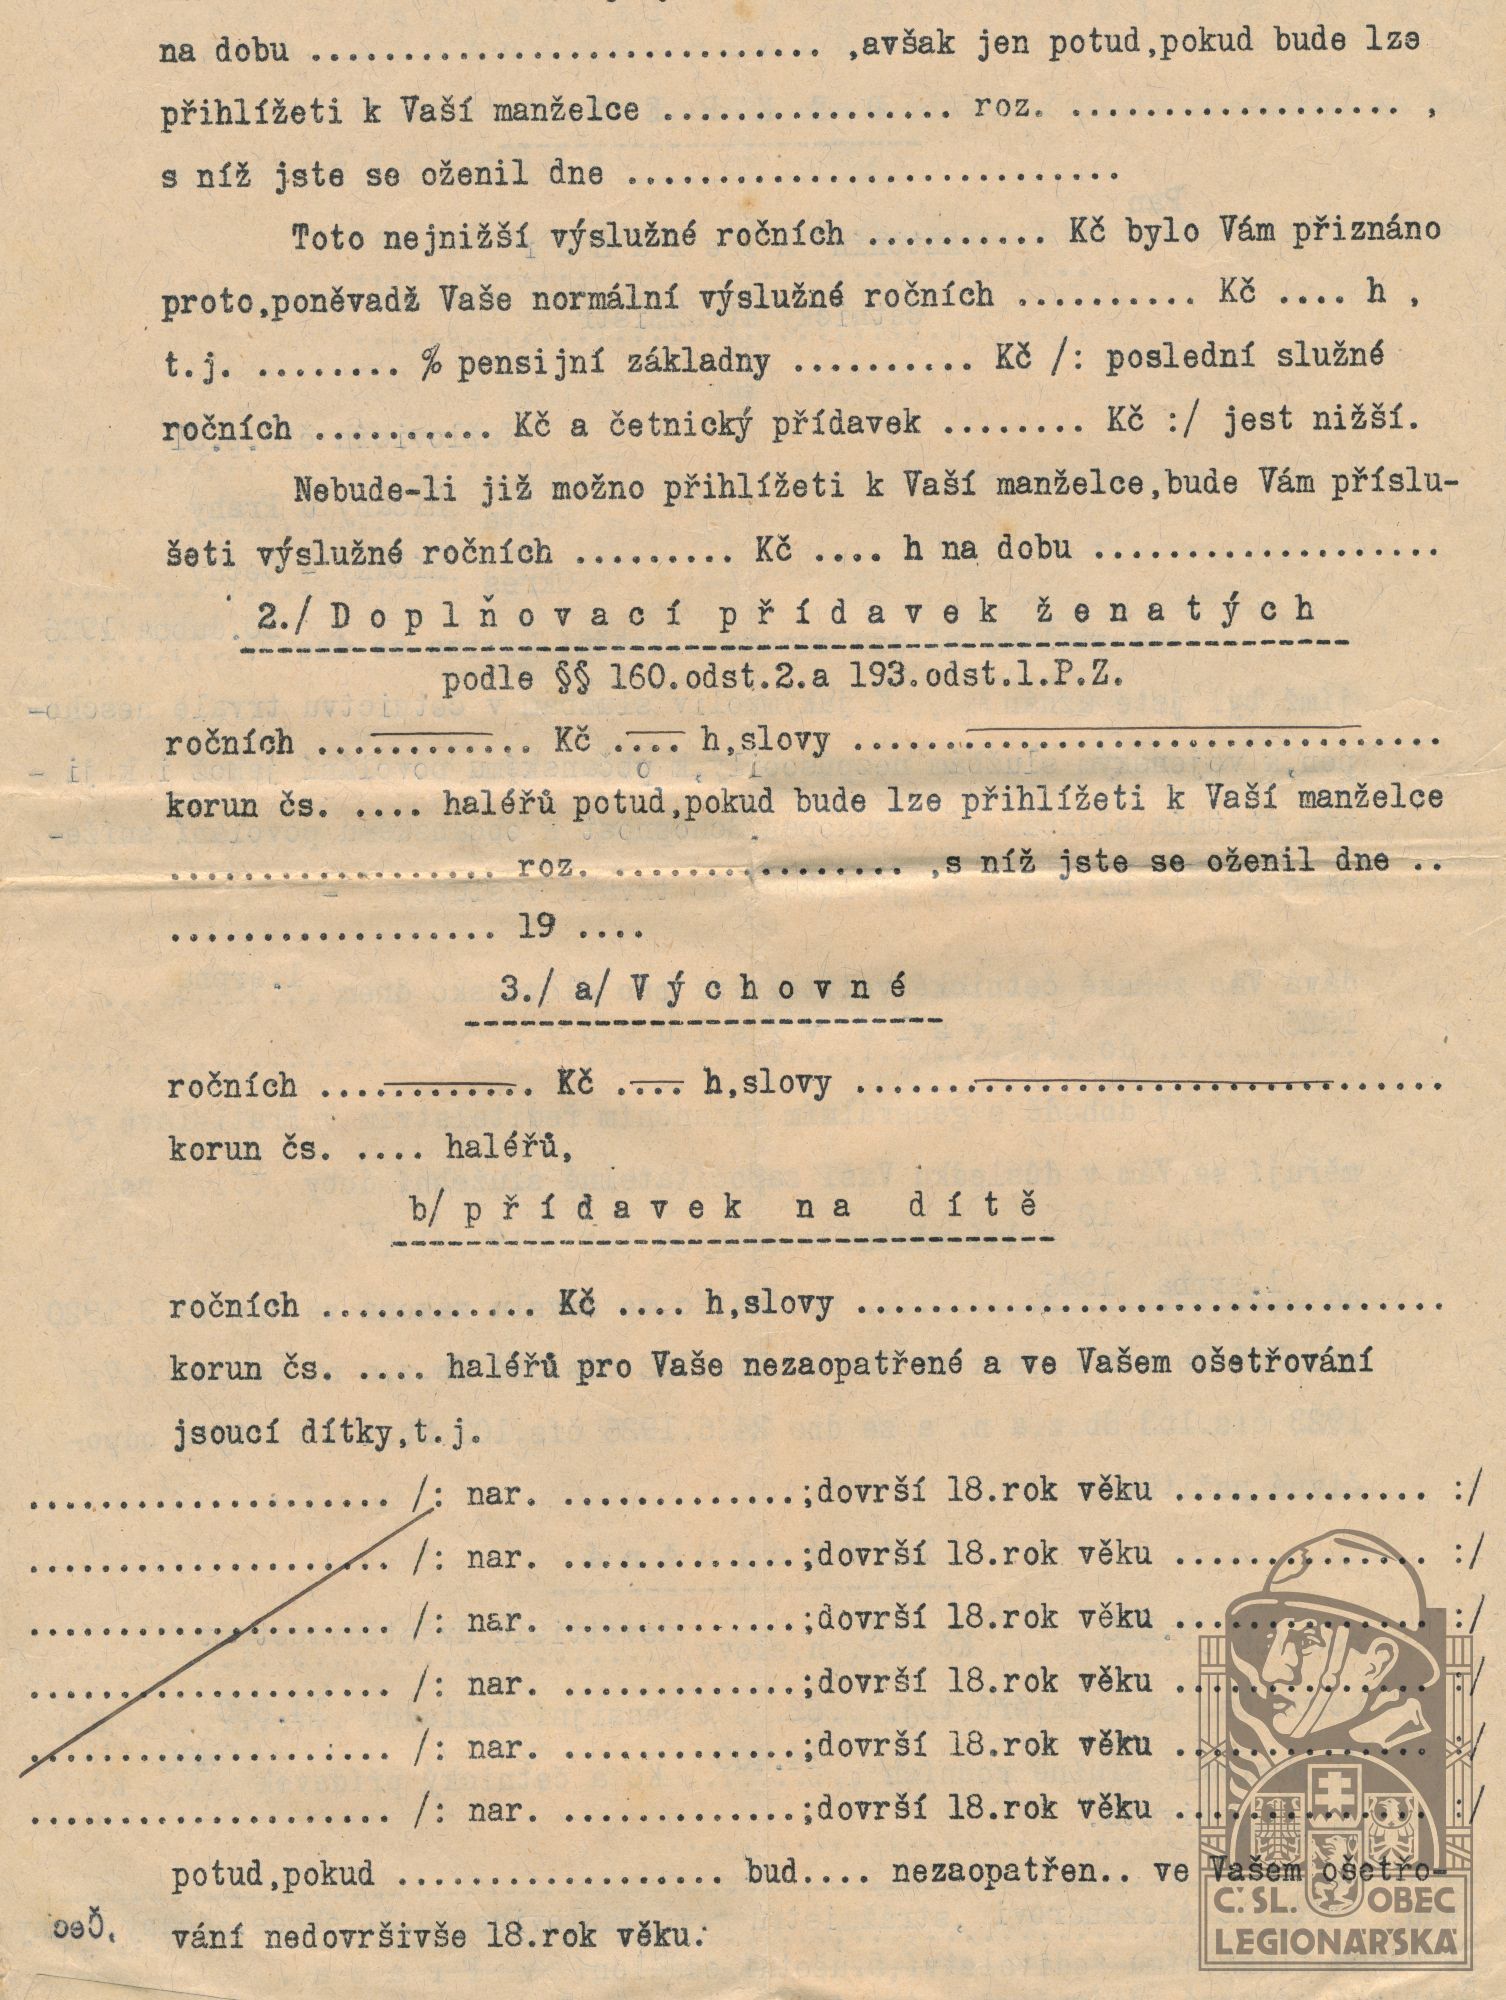 na dobu ............................ ,avšak jen potud,pokud bude lze
přihlížeti k Vaší manželce ................ roz. .................. ,
s níž jste se oženil dne ...........................
Toto nejnižší výslužné ročních .......... Kč bylo Vám přiznáno
proto,poněvadž Vaše normální výslužné ročních .......... Kč .... h ,
t.j. ........ % pensijní základny .......... Kč /: poslední služné
ročních .......... Kč a četnický přídavek ........ Kč :/ jest nižší.
Nebude-li již možno přihlížeti k Vaší manželce,bude Vám příslu-
šeti výslužné ročních ......... Kč .... h na dobu ...................
2./ D o p l ň o v a c í  p ř í d a v e k  ž e n a t ý c h
podle §§ 160.odst.2.a 193.odst.1.P.Z.
ročních ............ Kč .... h,slovy ................................
korun čs. .... haléřů potud,pokud bude lze přihlížeti k Vaší manželce
.................. roz. ................ ,s níž jste se oženil dne ..
.................. 19 ....
3./ a/ V ý c h o v n é
ročních ............ Kč .... h,slovy ................................
korun čs. .... haléřů,
b/ p ř í d a v e k  n a  d í t ě
ročních ............ Kč .... h,slovy ................................
korun čs. .... haléřů pro Vaše nezaopatřené a ve Vašem ošetřování
jsoucí dítky,t.j.
.................... /: nar. .............;dovrší 18.rok věku .............. :/
.................... /: nar. .............;dovrší 18.rok věku .............. :/
.................... /: nar. .............;dovrší 18.rok věku .............. :/
.................... /: nar. .............;dovrší 18.rok věku .............. :/
.................... /: nar. .............;dovrší 18.rok věku .............. :/
.................... /: nar. .............;dovrší 18.rok věku .............. :/
potud,pokud .................. bud.... nezaopatřen.. ve Vašem ošetřo-
vání nedovršivše 18.rok věku.
Č. SL. OBEC
LEGIONÁŘSKÁ